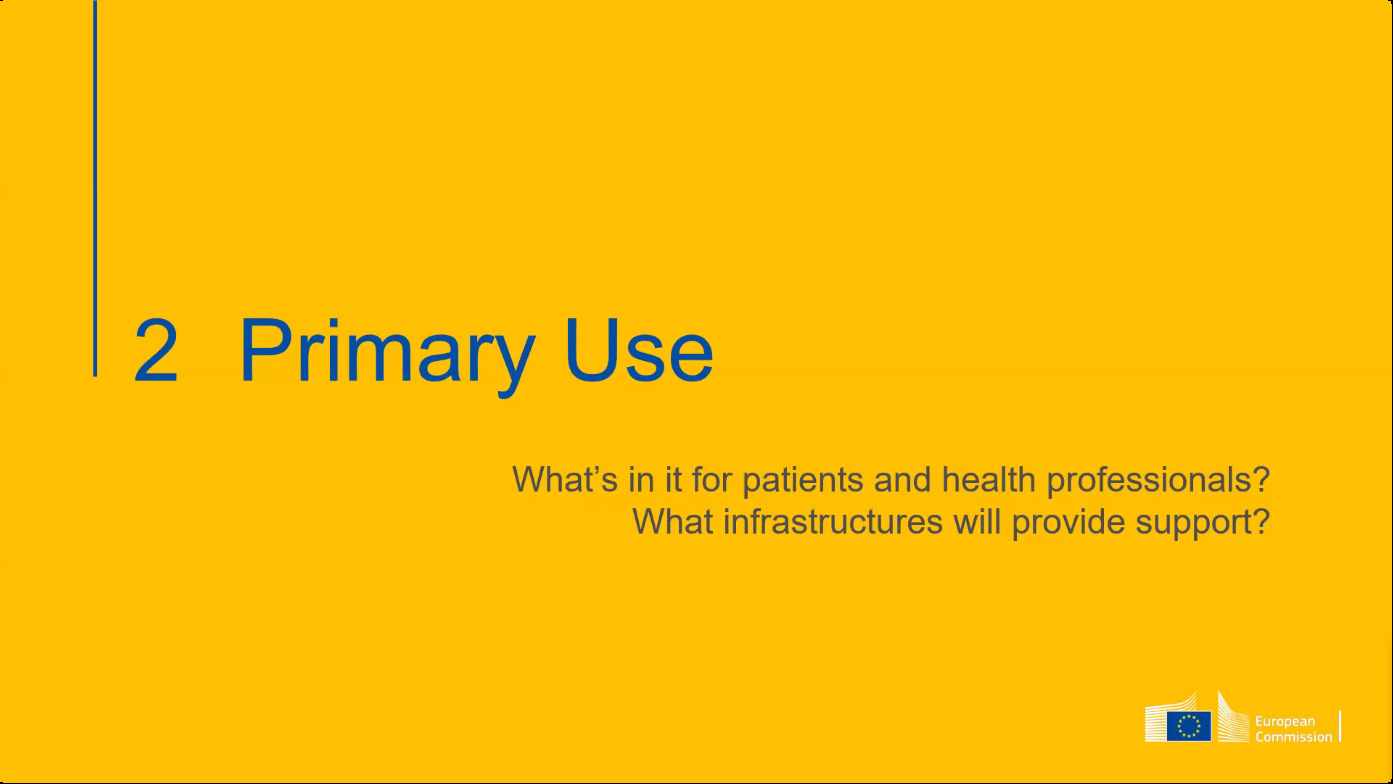 2 Primary Use
What’s in it for patients and health professionals?
What infrastructures will provide support?
European
Commission